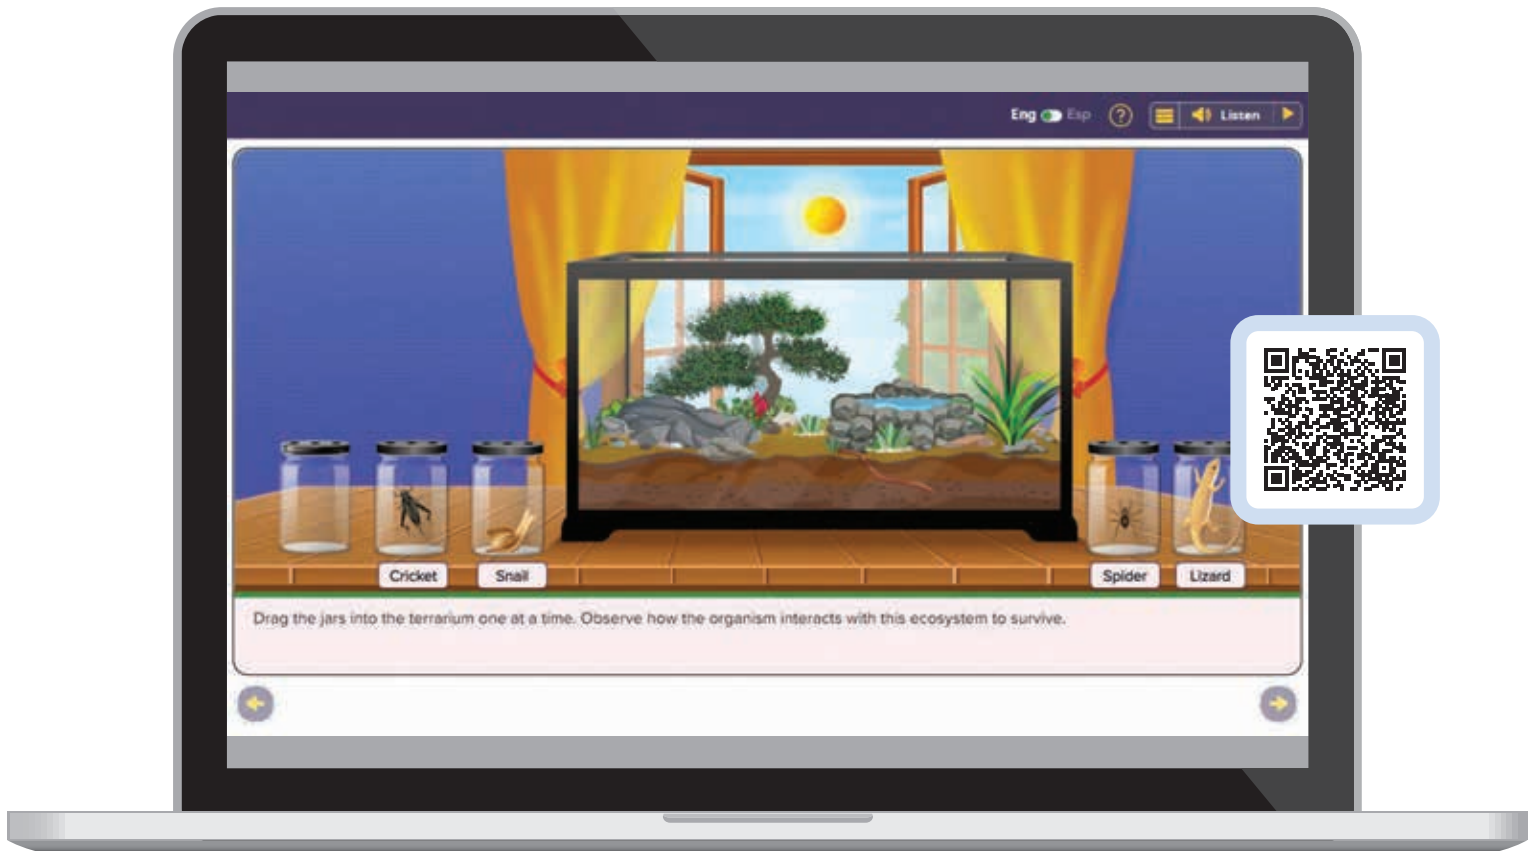 Eng Esp ? Listen
Cricket Snail Spider Lizard
Drag the jars into the terrarium one at a time. Observe how the organism interacts with this ecosystem to survive.